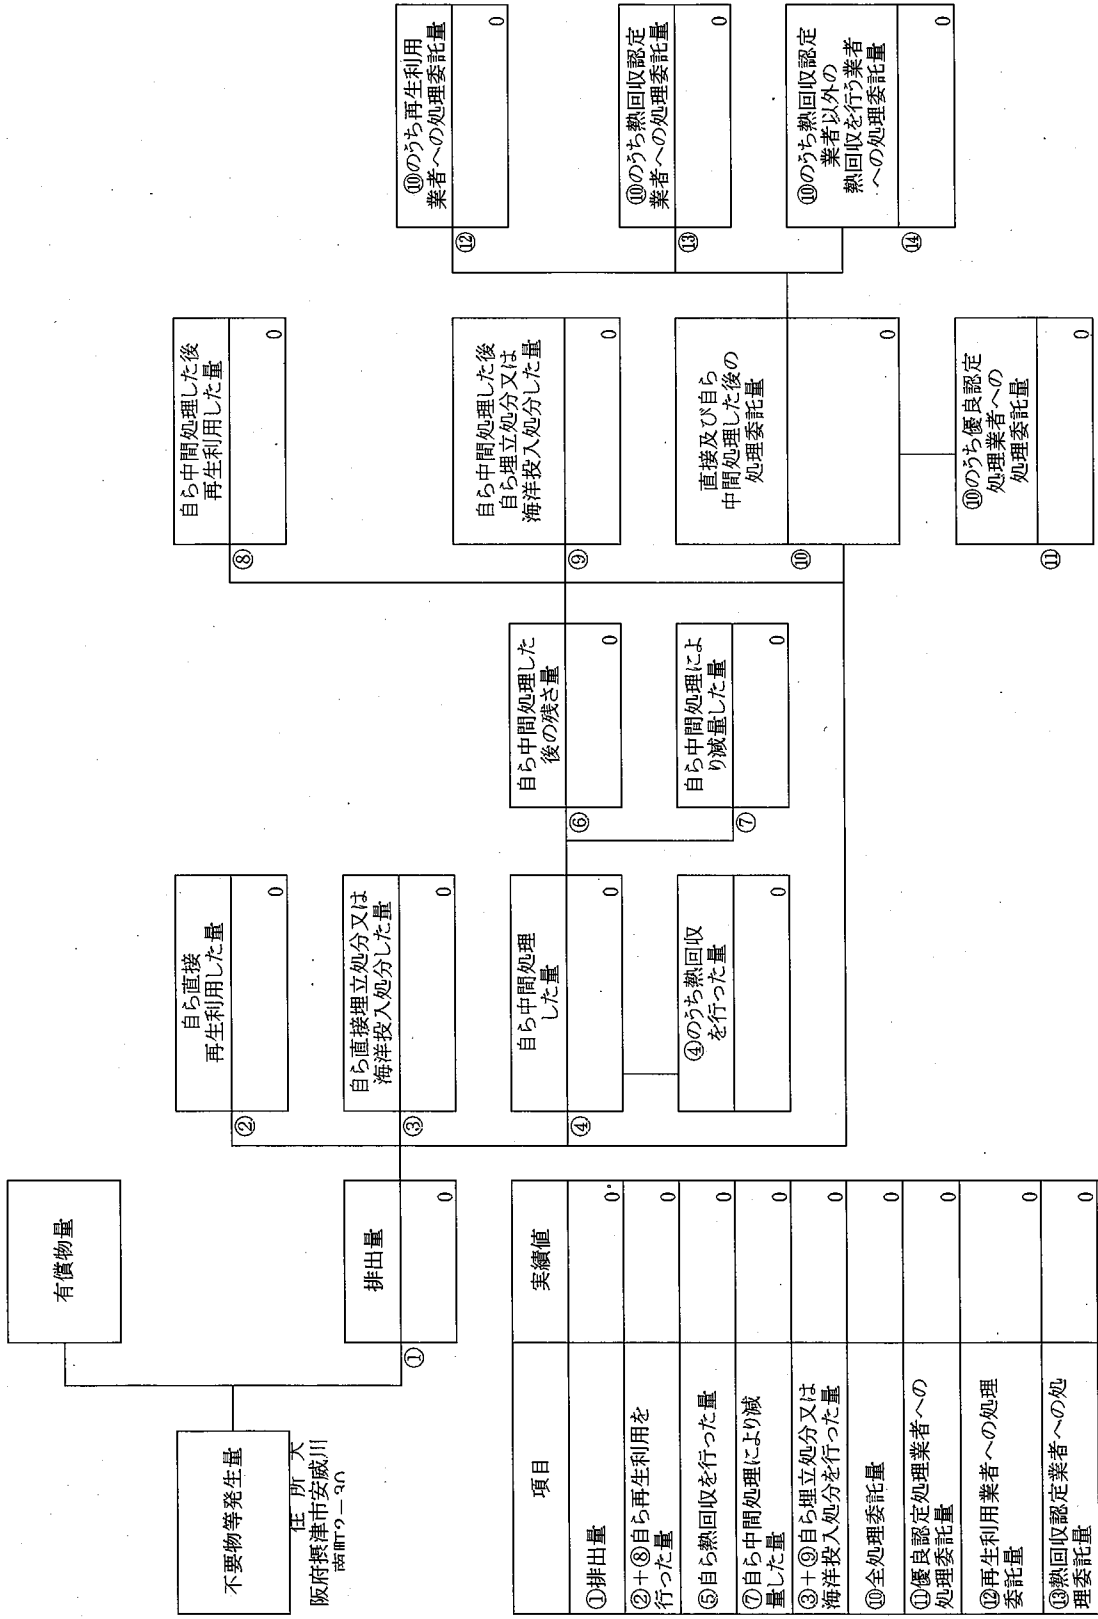 有償物量
不要物等発生量
住 所 大
阪府摂津市安威川
排出量
①
0
自ら直接
再生利用した量
②
0
自ら直接埋立処分又は
海洋投入処分した量
③
0
自ら中間処理
した量
④
0
④のうち熱回収
を行った量
0
自ら中間処理した
後の残さ量
⑥
0
自ら中間処理によ
り減量した量
⑦
0
自ら中間処理した後
再生利用した量
⑧
0
自ら中間処理した後
自ら埋立処分又は
海洋投入処分した量
⑨
0
直接及び自ら
中間処理した後の
処理委託量
⑩
0
⑩のうち優良認定
処理業者への
処理委託量
⑪
0
⑩のうち再生利用
業者への処理委託量
⑫
0
⑩のうち熱回収認定
業者への処理委託量
⑬
0
⑩のうち熱回収認定
業者以外の
熱回収を行う業者
への処理委託量
⑭
0
項目 実績値
①排出量 0
②+⑧自ら再生利用を
行った量 0
⑤自ら熱回収を行った量 0
⑦自ら中間処理により減
量した量 0
③+⑨自ら埋立処分又は
海洋投入処分を行った量 0
⑩全処理委託量 0
⑪優良認定処理業者への
処理委託量 0
⑫再生利用業者への処理
委託量 0
⑬熱回収認定業者への処
理委託量 0